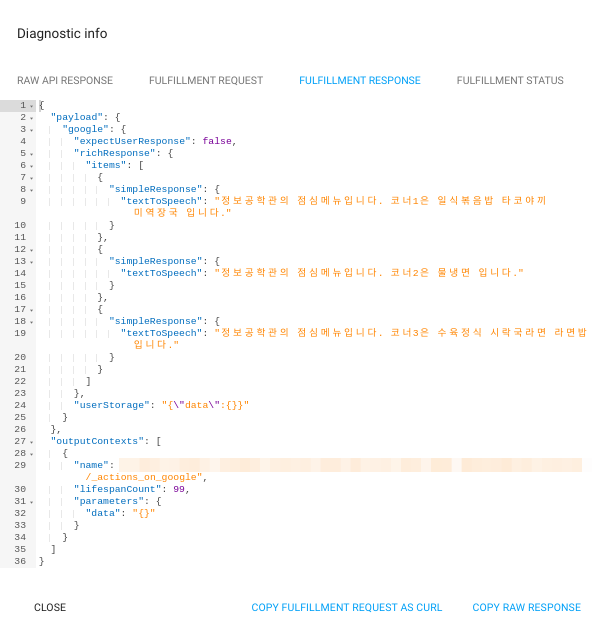 Diagnostic info
RAW API RESPONSE FULFILLMENT REQUEST FULFILLMENT RESPONSE FULFILLMENT STATUS
1 {
2 "payload": {
3 "google": {
4 "expectUserResponse": false,
5 "richResponse": {
6 "items": [
7 {
8 "simpleResponse": {
9 "textToSpeech": "정보공학관의 점심메뉴입니다. 코너1은 일식볶음밥 타코야끼
미역장국 입니다."
10 }
11 },
12 {
13 "simpleResponse": {
14 "textToSpeech": "정보공학관의 점심메뉴입니다. 코너2은 물냉면 입니다."
15 }
16 },
17 {
18 "simpleResponse": {
19 "textToSpeech": "정보공학관의 점심메뉴입니다. 코너3은 수육정식 시락국라면 라면밥
입니다."
20 }
21 }
22 ]
23 },
24 "userStorage": "{\"data\":{}}"
25 }
26 },
27 "outputContexts": [
28 {
29 "name":
/_actions_on_google",
30 "lifespanCount": 99,
31 "parameters": {
32 "data": "{}"
33 }
34 }
35 ]
36 }
CLOSE COPY FULFILLMENT REQUEST AS CURL COPY RAW RESPONSE